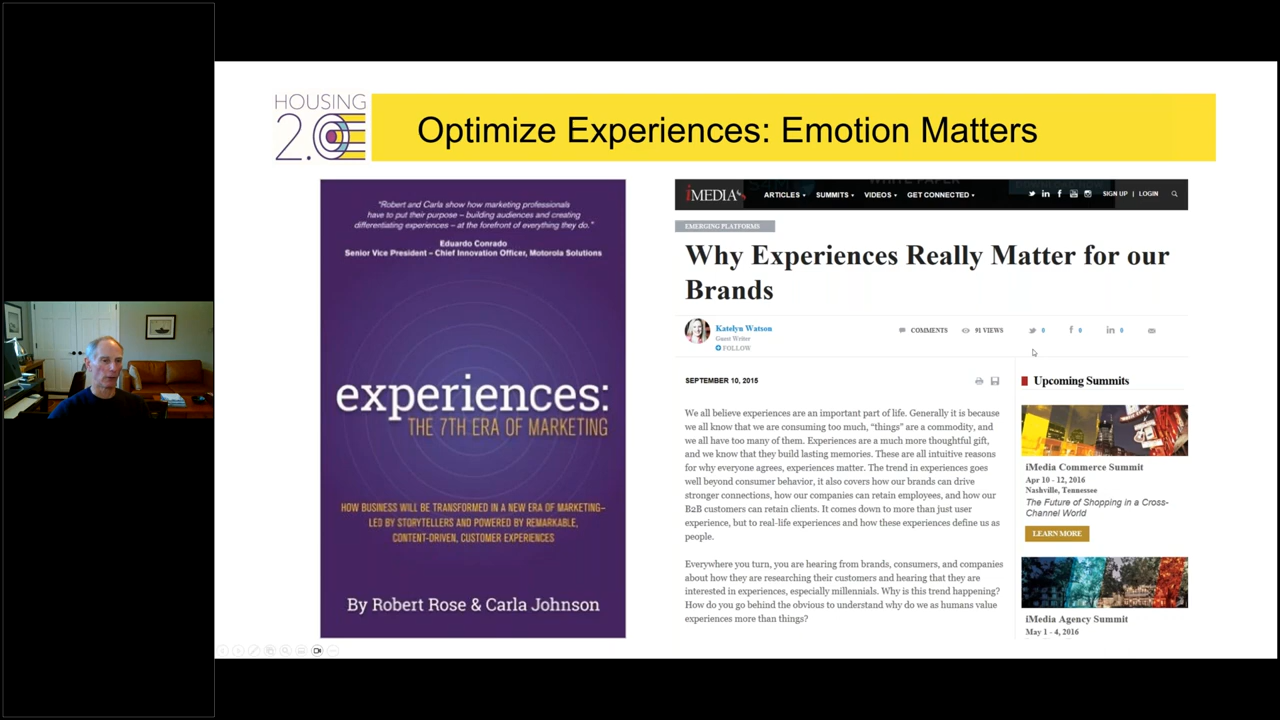 HOUSING
2.0
Optimize Experiences: Emotion Matters
"Robert and Carla show how marketing professionals
have to put their purpose – building audiences and creating
differentiating experiences – at the forefront of everything they do."
Eduardo Conrado
Senior Vice President – Chief Innovation Officer, Motorola Solutions
experiences:
THE 7TH ERA OF MARKETING
HOW BUSINESS WILL BE TRANSFORMED IN A NEW ERA OF MARKETING–
LED BY STORYTELLERS AND POWERED BY REMARKABLE,
CONTENT-DRIVEN, CUSTOMER EXPERIENCES
By Robert Rose & Carla Johnson
iMEDIA
ARTICLES
SUMMITS
VIDEOS
GET CONNECTED
SIGN UP | LOGIN
EMERGING PLATFORMS
Why Experiences Really Matter for our
Brands
Katelyn Watson
Guest Writer
FOLLOW
COMMENTS
91 VIEWS
0
0
0
SEPTEMBER 10, 2015
We all believe experiences are an important part of life. Generally it is because
we all know that we are consuming too much, "things" are a commodity, and
we all have too many of them. Experiences are a much more thoughtful gift,
and we know that they build lasting memories. These are all intuitive reasons
for why everyone agrees, experiences matter. The trend in experiences goes
well beyond consumer behavior, it also covers how our brands can drive
stronger connections, how our companies can retain employees, and how our
B2B customers can retain clients. It comes down to more than just user
experience, but to real-life experiences and how these experiences define us as
people.
Everywhere you turn, you are hearing from brands, consumers, and companies
about how they are researching their customers and hearing that they are
interested in experiences, especially millennials. Why is this trend happening?
How do you go behind the obvious to understand why do we as humans value
experiences more than things?
Upcoming Summits
iMedia Commerce Summit
Apr 10 - 12, 2016
Nashville, Tennessee
The Future of Shopping in a Cross-
Channel World
LEARN MORE
iMedia Agency Summit
May 1 - 4, 2016